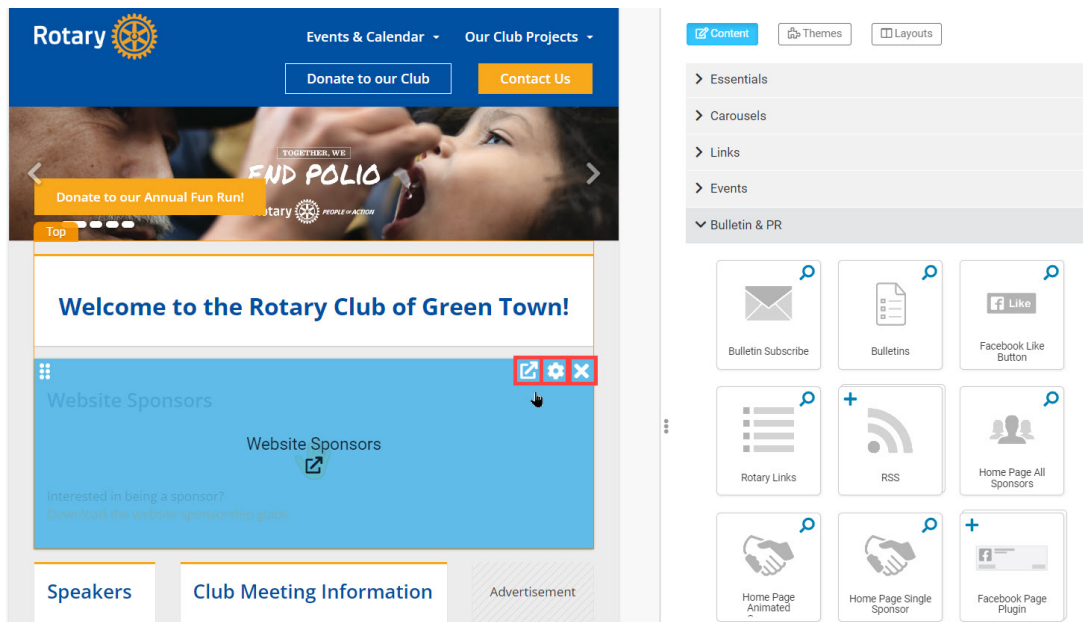 Rotary
Events & Calendar
Our Club Projects
Donate to our Club
Contact Us
TOGETHER, WE
END POLIO
Donate to our Annual Fun Run!
otary
PEOPLE OF ACTION
Top
Welcome to the Rotary Club of Green Town!
Website Sponsors
Website Sponsors
Interested in being a sponsor?
Download the website sponsorship guide
Speakers
Club Meeting Information
Advertisement
Content
Themes
Layouts
Essentials
Carousels
Links
Events
Bulletin & PR
Bulletin Subscribe
Bulletins
Like
Facebook Like
Button
Rotary Links
RSS
Home Page All
Sponsors
Home Page
Animated
Home Page Single
Sponsor
Facebook Page
Plugin